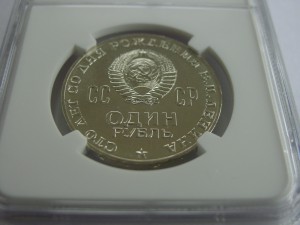 СТО ЛЕТ СО ДНЯ РОЖДЕНИЯ В.И.ЛЕНИНА
СС СР
ОДИН
РУБЛЬ